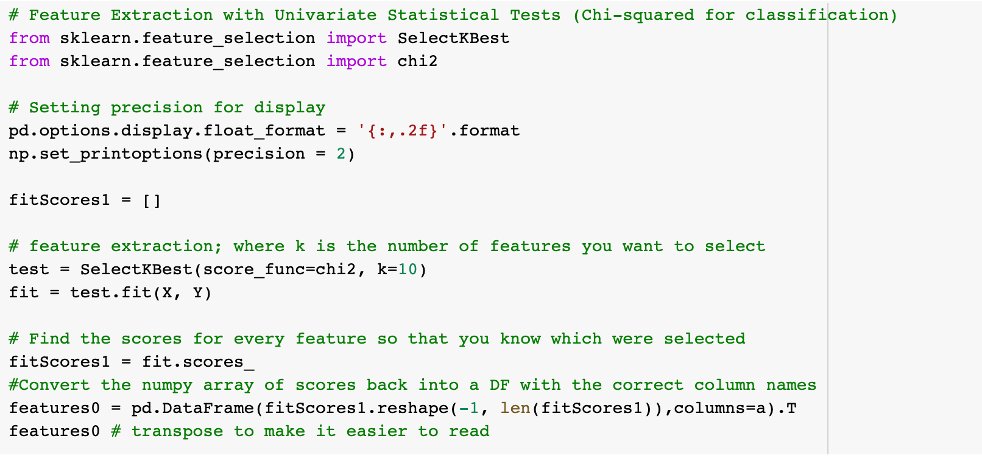 # Feature Extraction with Univariate Statistical Tests (Chi-squared for classification)
from sklearn.feature_selection import SelectKBest
from sklearn.feature_selection import chi2
# Setting precision for display
pd.options.display.float_format = '{:,.2f}'.format
np.set_printoptions(precision = 2)
fitScores1 = []
# feature extraction; where k is the number of features you want to select
test = SelectKBest(score_func=chi2, k=10)
fit = test.fit(X, Y)
# Find the scores for every feature so that you know which were selected
fitScores1 = fit.scores_
#Convert the numpy array of scores back into a DF with the correct column names
features0 = pd.DataFrame(fitScores1.reshape(-1, len(fitScores1)),columns=a).T
features0 # transpose to make it easier to read